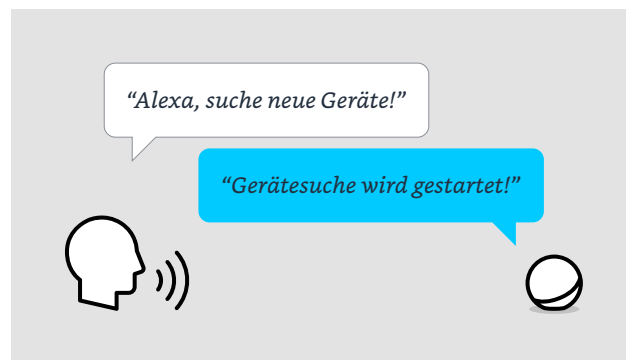 “Alexa, suche neue Geräte!”
“Gerätesuche wird gestartet!”